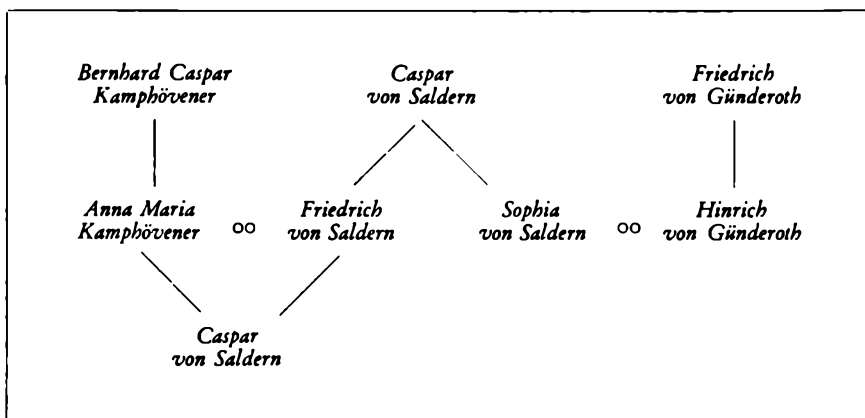 Bernhard Caspar
Kamphövener
Caspar
von Saldern
Friedrich
von Günderoth
Anna Maria
Kamphövener
oo
Friedrich
von Saldern
Sophia
von Saldern
oo
Hinrich
von Günderoth
Caspar
von Saldern